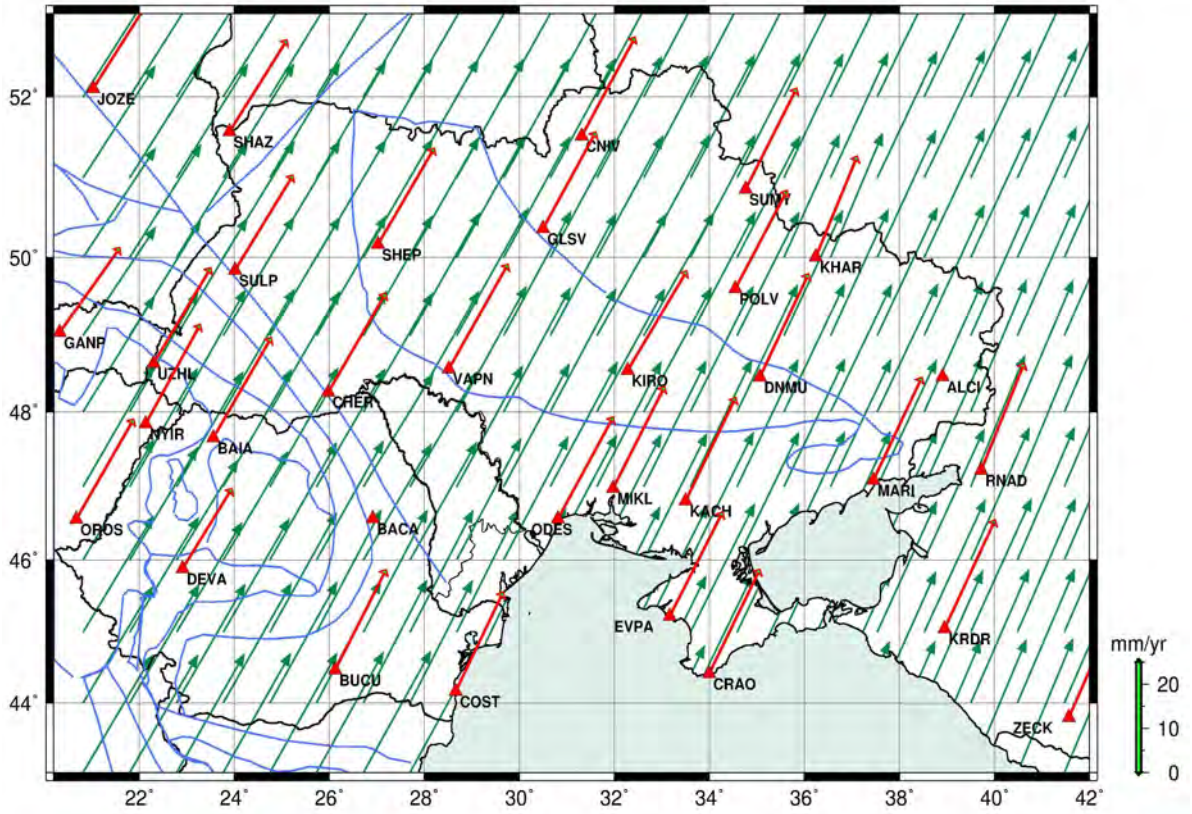 JOZE
52°
SHAZ
CNIV
SUMY
GLSV
SHEP
KHAR
50°
SULP
POLV
GANP
UZHL
VAPN
KIRO
DNMU
ALCI
CHER
48°
NYIR
BAIA
RNAD
MARI
MIKL
KACH
OROS
BACA
ODES
46°
DEVA
EVPA
KRDR
mm/yr
20
BUCU
CRAO
COST
44°
ZECK
10
0
22° 24° 26° 28° 30° 32° 34° 36° 38° 40° 42°